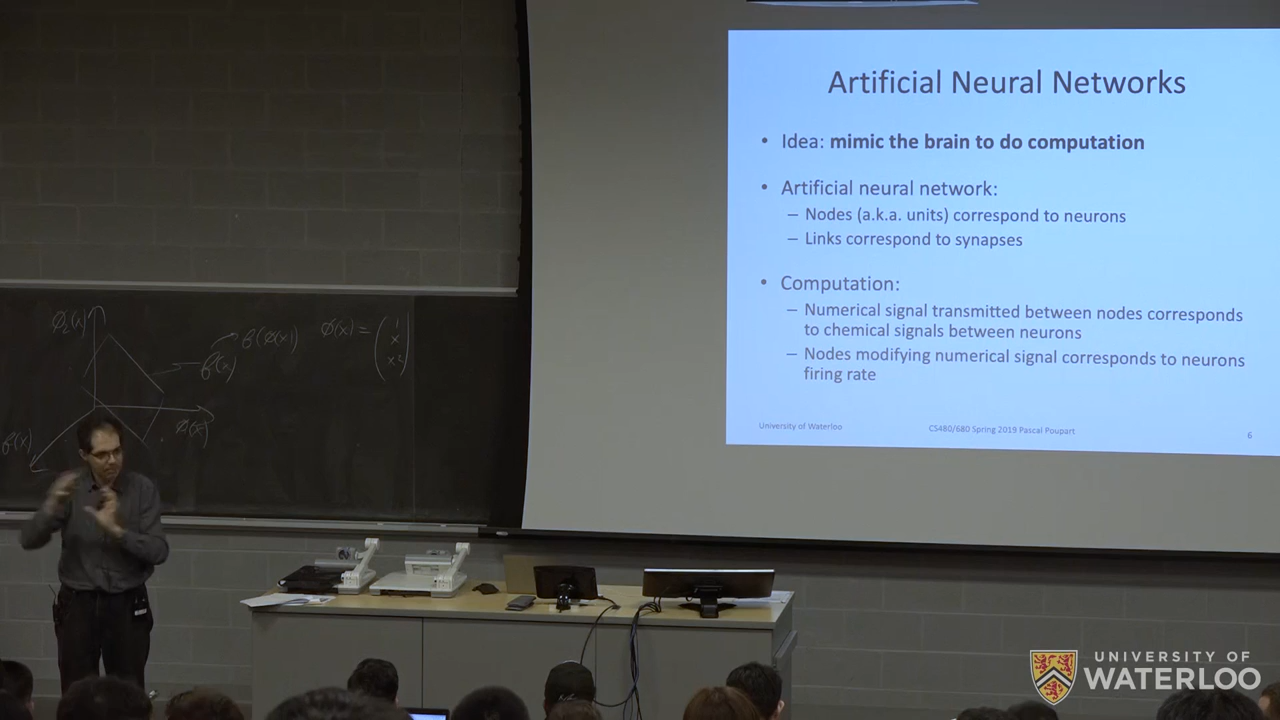 Artificial Neural Networks
• Idea: mimic the brain to do computation
• Artificial neural network:
– Nodes (a.k.a. units) correspond to neurons
– Links correspond to synapses
• Computation:
– Numerical signal transmitted between nodes corresponds
to chemical signals between neurons
– Nodes modifying numerical signal corresponds to neurons
firing rate
University of Waterloo
CS480/680 Spring 2019 Pascal Poupart
6
UNIVERSITY OF
WATERLOO